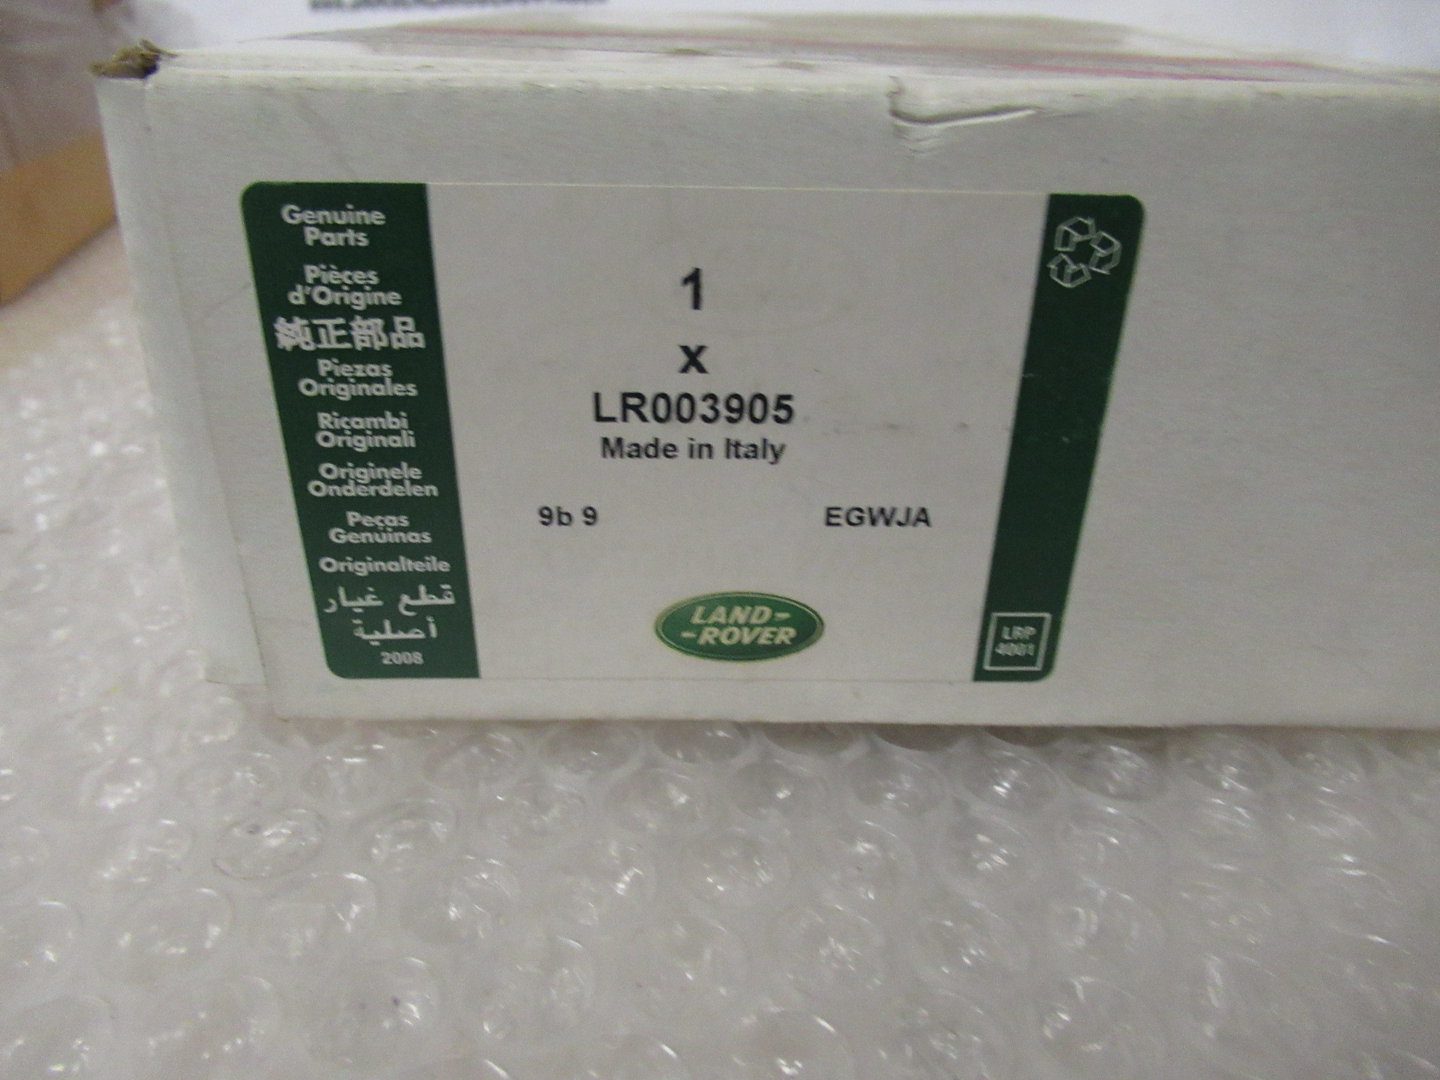 Genuine
Parts
Pièces
d'Origine
純正部品
Piezas
Originales
Ricambi
Originali
Originele
Onderdelen
Peças
Genuinas
Originalteile
قطع غيار
أصلية
2008
1
x
LR003905
Made in Italy
9b 9
EGWJA
LAND-
-ROVER
LRP
4001